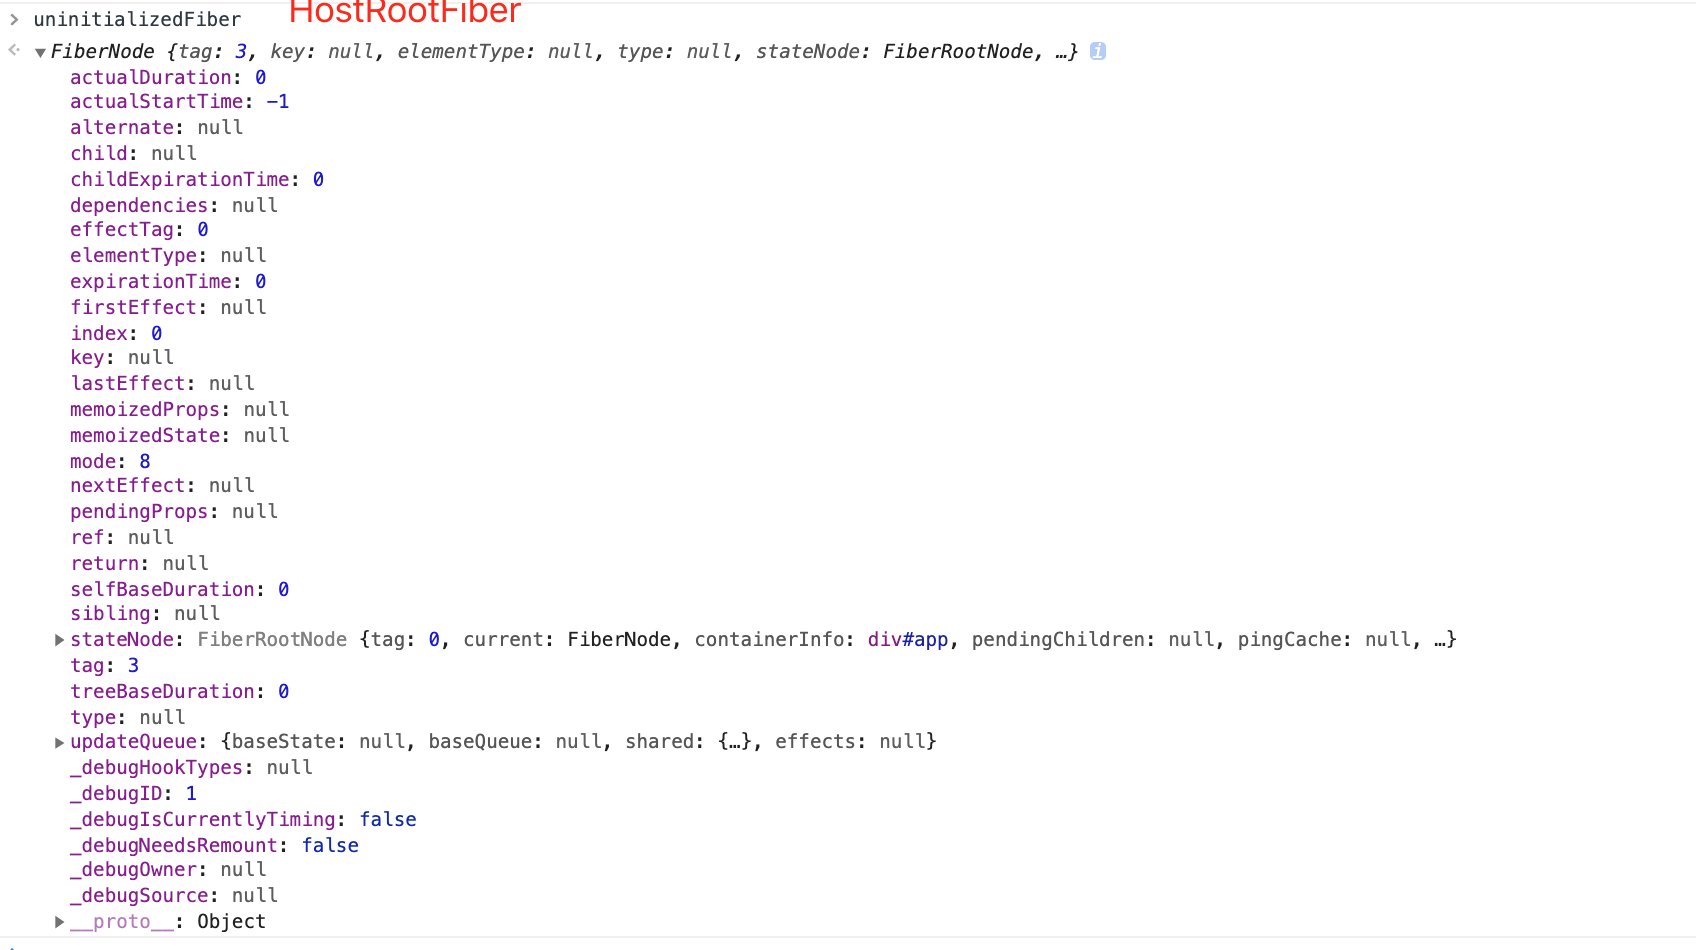 HostRootFiber
> uninitializedFiber
FiberNode {tag: 3, key: null, elementType: null, type: null, stateNode: FiberRootNode, …} i
actualDuration: 0
actualStartTime: −1
alternate: null
child: null
childExpirationTime: 0
dependencies: null
effectTag: 0
elementType: null
expirationTime: 0
firstEffect: null
index: 0
key: null
lastEffect: null
memoizedProps: null
memoizedState: null
mode: 8
nextEffect: null
pendingProps: null
ref: null
return: null
selfBaseDuration: 0
sibling: null
stateNode: FiberRootNode {tag: 0, current: FiberNode, containerInfo: div#app, pendingChildren: null, pingCache: null, …}
tag: 3
treeBaseDuration: 0
type: null
updateQueue: {baseState: null, baseQueue: null, shared: {…}, effects: null}
_debugHookTypes: null
_debugID: 1
_debugIsCurrentlyTiming: false
_debugNeedsRemount: false
_debugOwner: null
_debugSource: null
__proto__: Object